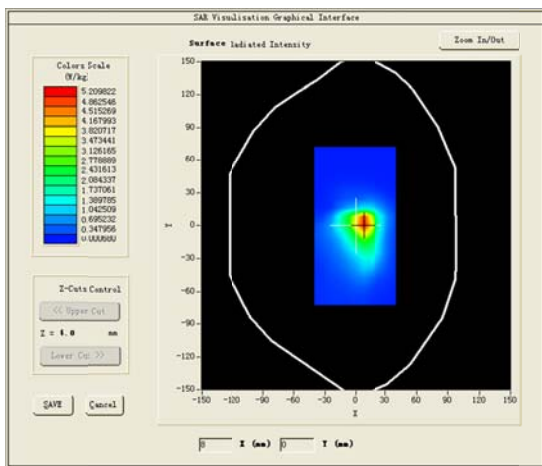 SAR Visulisation Graphical Interface
Surface ladiated Intensity
Zoom In/Out
Colors Scale
(W/kg)
5.209822
4.862546
4.515269
4.167993
3.820717
3.473441
3.126165
2.778889
2.431613
2.084337
1.737061
1.389785
1.042509
0.695232
0.347956
0.000680
150
120
90
60
30
0
-30
-60
-90
-120
-150
Y
-150 -120 -90 -60 -30 0 30 60 90 120 150
X
Z-Cuts Control
<< Upper Cut
Z = 4.0 mm
Lower Cut >>
SAVE Cancel
8 X (mm) 0 Y (mm)